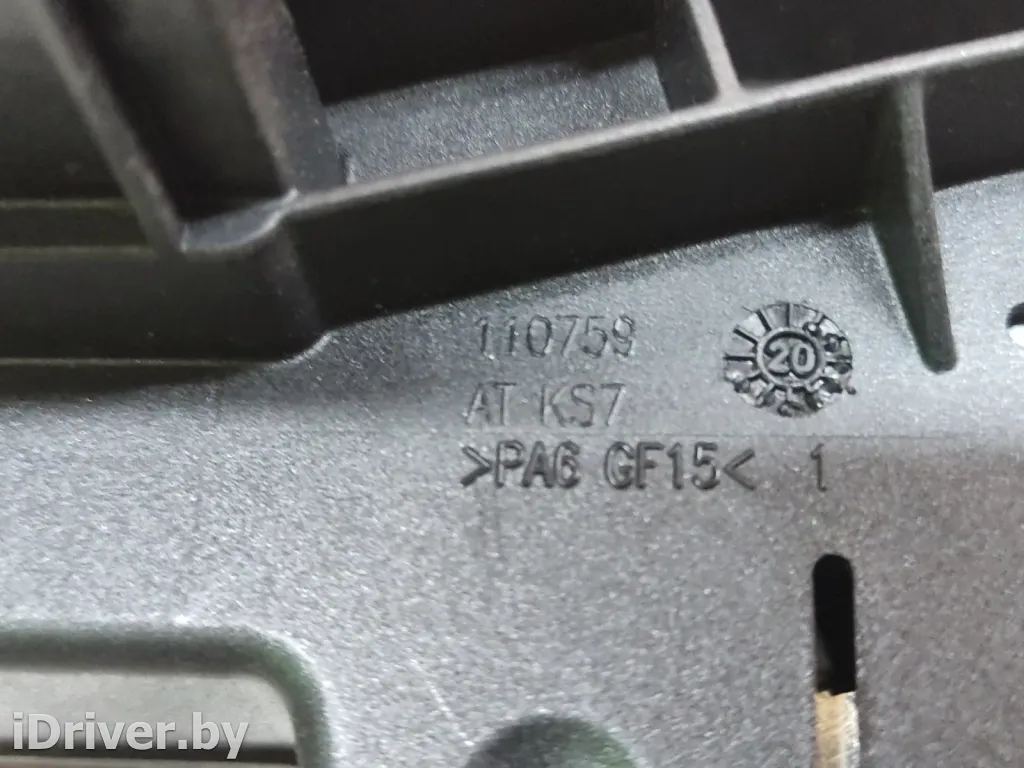 110759
AT KS7
20
>PA6 GF15< 1
iDriver.by